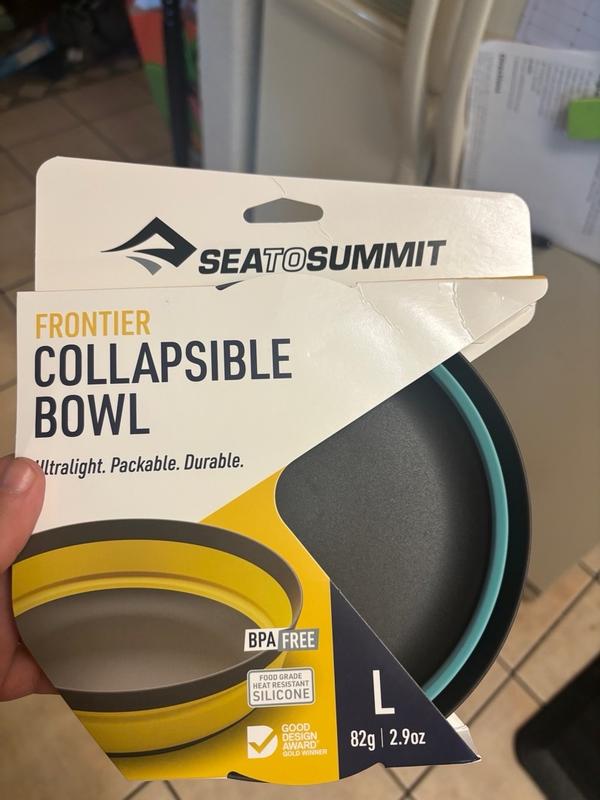 SEATOSUMMIT
FRONTIER
COLLAPSIBLE
BOWL
Ultralight. Packable. Durable.
BPA FREE
FOOD GRADE
HEAT RESISTANT
SILICONE
GOOD
DESIGN
AWARD®
GOLD WINNER
L
82g | 2.9oz